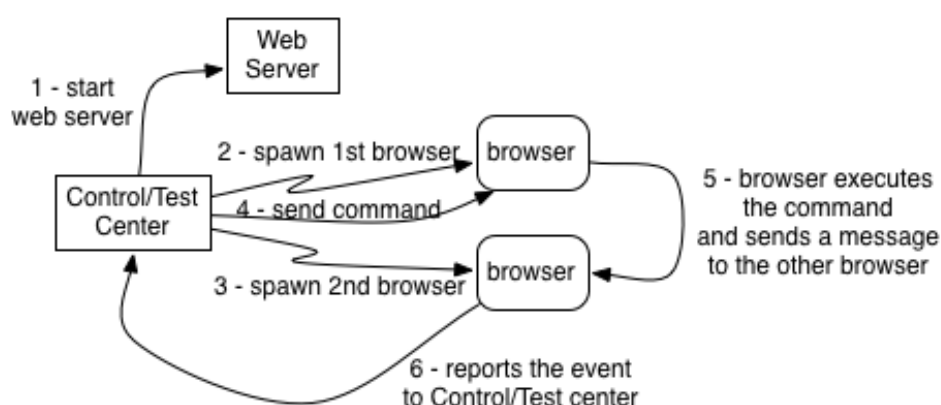 Web
Server
1 - start
web server
2 - spawn 1st browser
browser
Control/Test
Center
4 - send command
5 - browser executes
the command
and sends a message
to the other browser
browser
3 - spawn 2nd browser
6 - reports the event
to Control/Test center